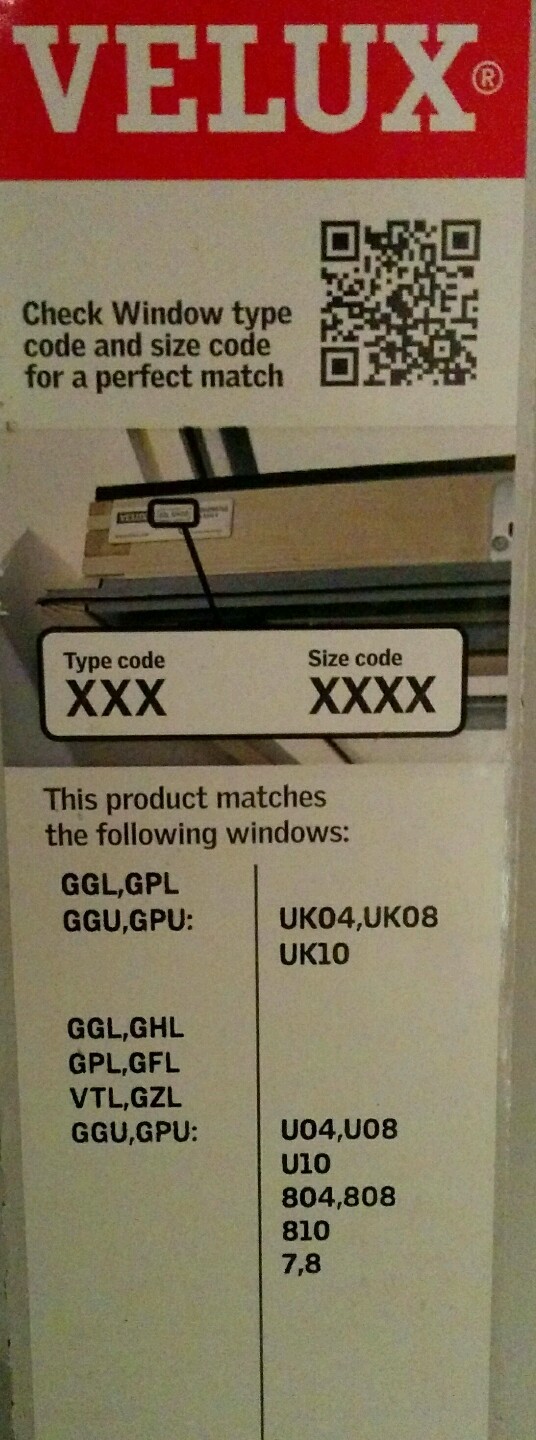 VELUX®
Check Window type
code and size code
for a perfect match
VELUX
Type code
Size code
XXX
XXXX
This product matches
the following windows:
GGL,GPL
GGU,GPU:
UK04,UK08
UK10
GGL,GHL
GPL,GFL
VTL,GZL
GGU,GPU:
U04,U08
U10
804,808
810
7,8